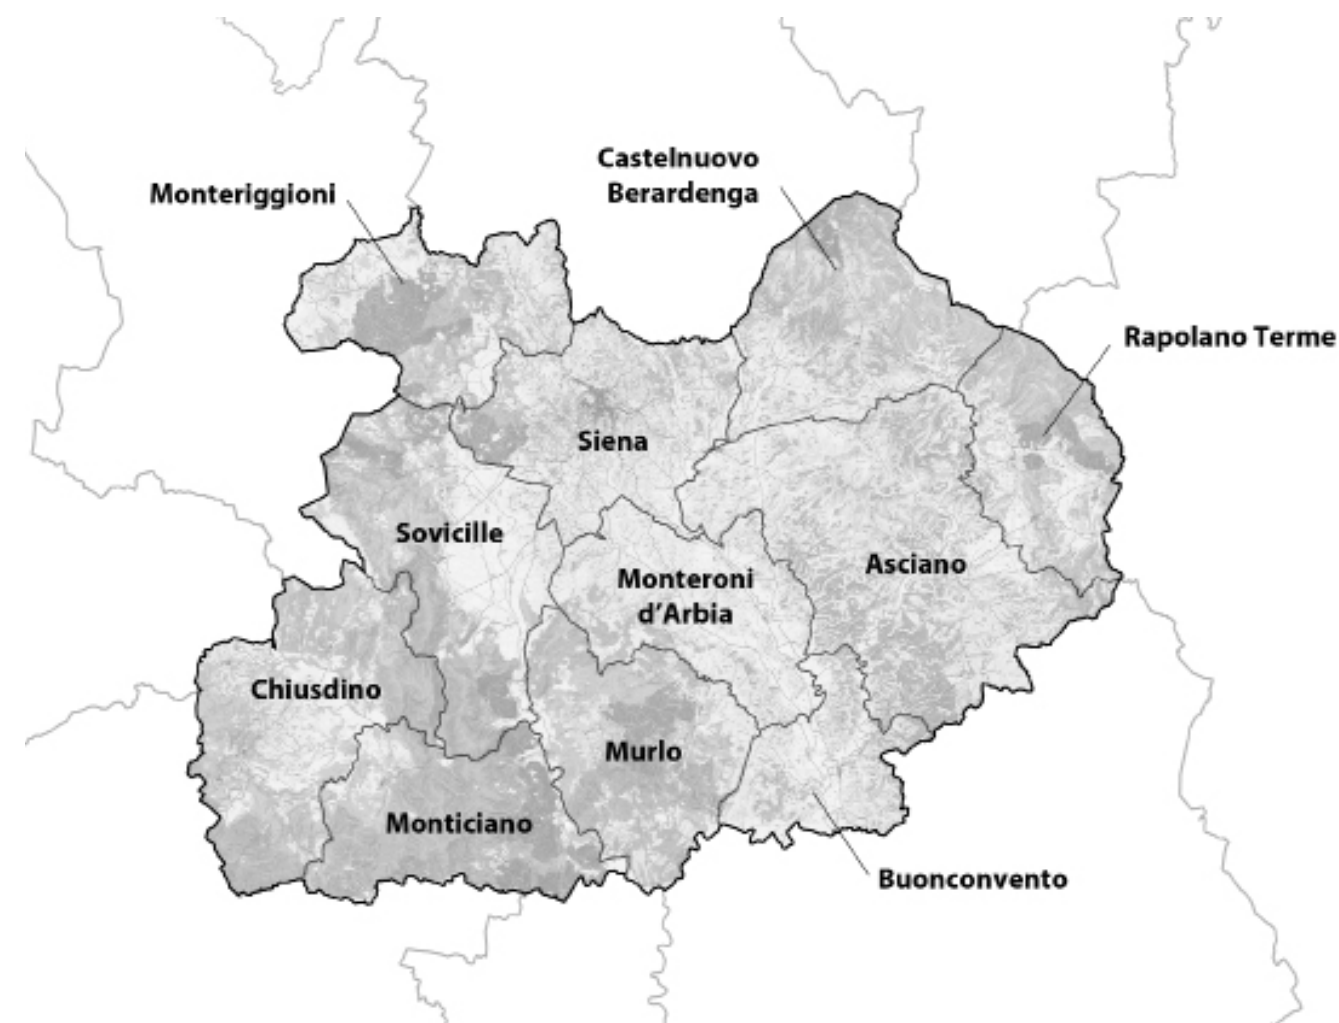 Castelnuovo
Berardenga
Monteriggioni
Rapolano Terme
Siena
Sovicille
Asciano
Monteroni
d'Arbia
Chiusdino
Murlo
Monticiano
Buonconvento